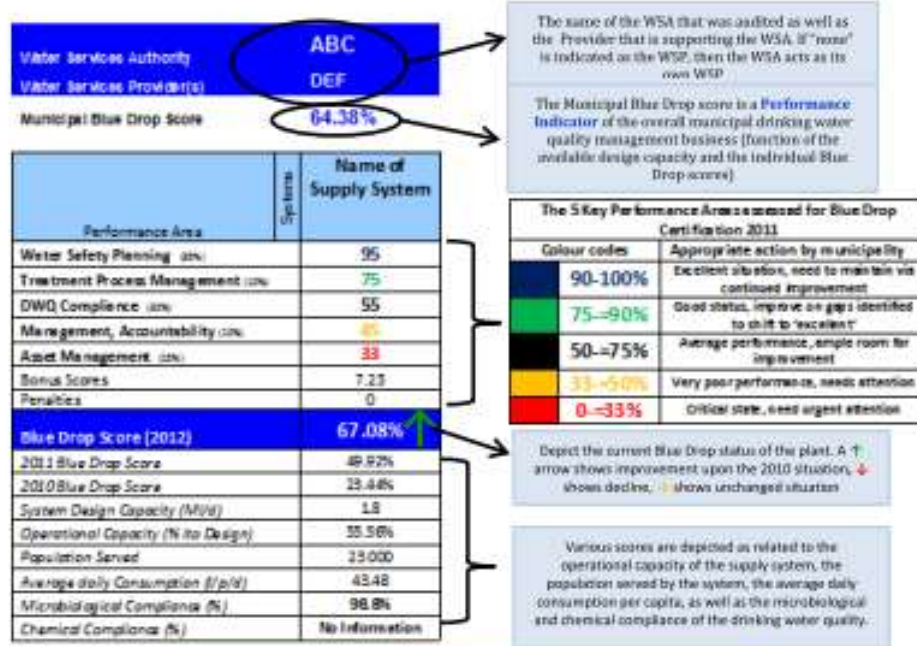 Water Services Authority ABC
Water Services Provider(s) DEF
Municipal Blue Drop Score 64.38%
The name of the WSA that was audited as well as
the Provider that is supporting the WSA. If "none"
is indicated as the WSP, then the WSA acts as its
own WSP
The Municipal Blue Drop score is a Performance
Indicator of the overall municipal drinking water
quality management business (function of the
available design capacity and the individual Blue
Drop scores)
Performance Area
Systems
Name of
Supply System
Water Safety Planning
95
Treatment Process Management
75
DWQ Compliance
55
Management, Accountability
Asset Management
33
Bonus Scores 7.23
Penalties 0
Blue Drop Score (2012) 67.08%
2011 Blue Drop Score 49.92%
2010 Blue Drop Score 23.44%
System Design Capacity (Ml/d) 1.8
Operational Capacity (% ito Design) 55.56%
Population Served 23 000
Average daily Consumption (l/p/d) 43.48
Microbiological Compliance (%) 98.8%
Chemical Compliance (%) No Information
The 5 Key Performance Areas assessed for Blue Drop
Certification 2011
Colour codes Appropriate action by municipality
90-100% Excellent situation, need to maintain via
continued improvement
75-<90% Good status, improve on gaps identified
to shift to 'excellent'
50-<75% Average performance, ample room for
improvement
33-<50% Very poor performance, needs attention
0-<33% Critical state, need urgent attention
Depict the current Blue Drop status of the plant. A ↑
arrow shows improvement upon the 2010 situation, ↓
shows decline, → shows unchanged situation
Various scores are depicted as related to the
operational capacity of the supply system, the
population served by the system, the average daily
consumption per capita, as well as the microbiological
and chemical compliance of the drinking water quality.